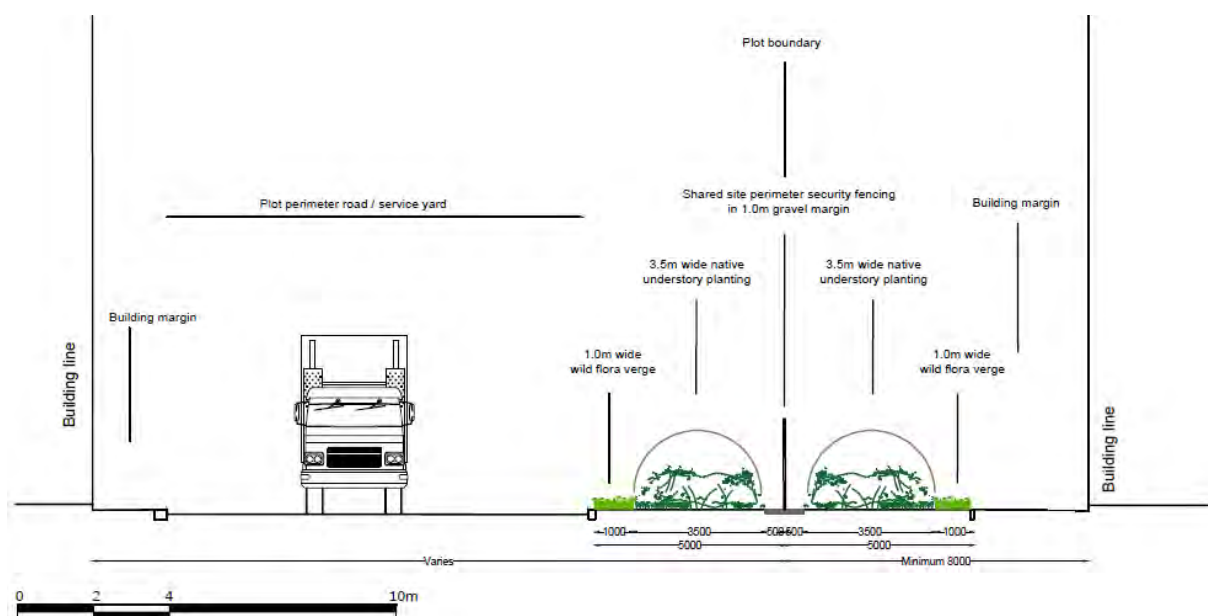 Plot boundary
Plot perimeter road / service yard
Shared site perimeter security fencing
in 1.0m gravel margin
Building margin
3.5m wide native
understory planting
3.5m wide native
understory planting
Building margin
1.0m wide
wild flora verge
1.0m wide
wild flora verge
Building line
Building line
1000 3500 500 500 3500 1000
5000 5000
Varies Minimum 8000
0 2 4 10m